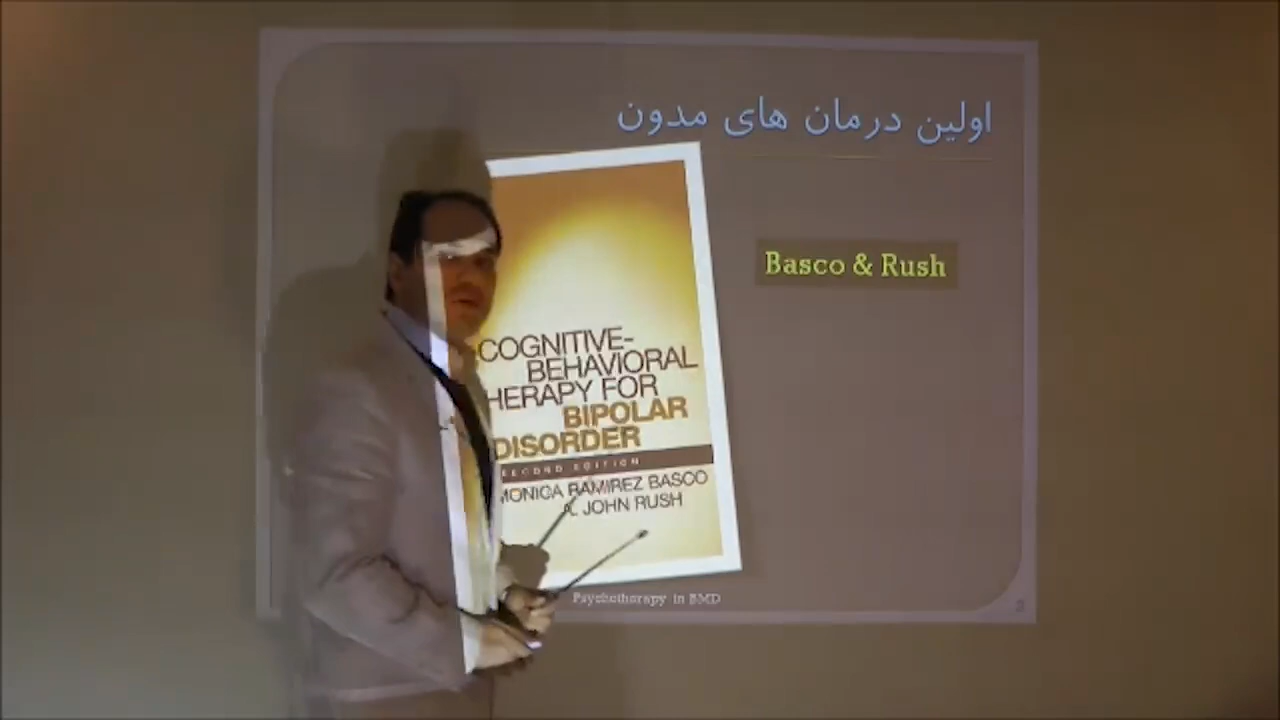 اولین درمان های مدون
Basco & Rush
COGNITIVE-
BEHAVIORAL
HERAPY FOR
BIPOLAR
DISORDER
SECOND EDITION
MONICA RAMIREZ BASCO
A. JOHN RUSH
Psychotherapy in BMD